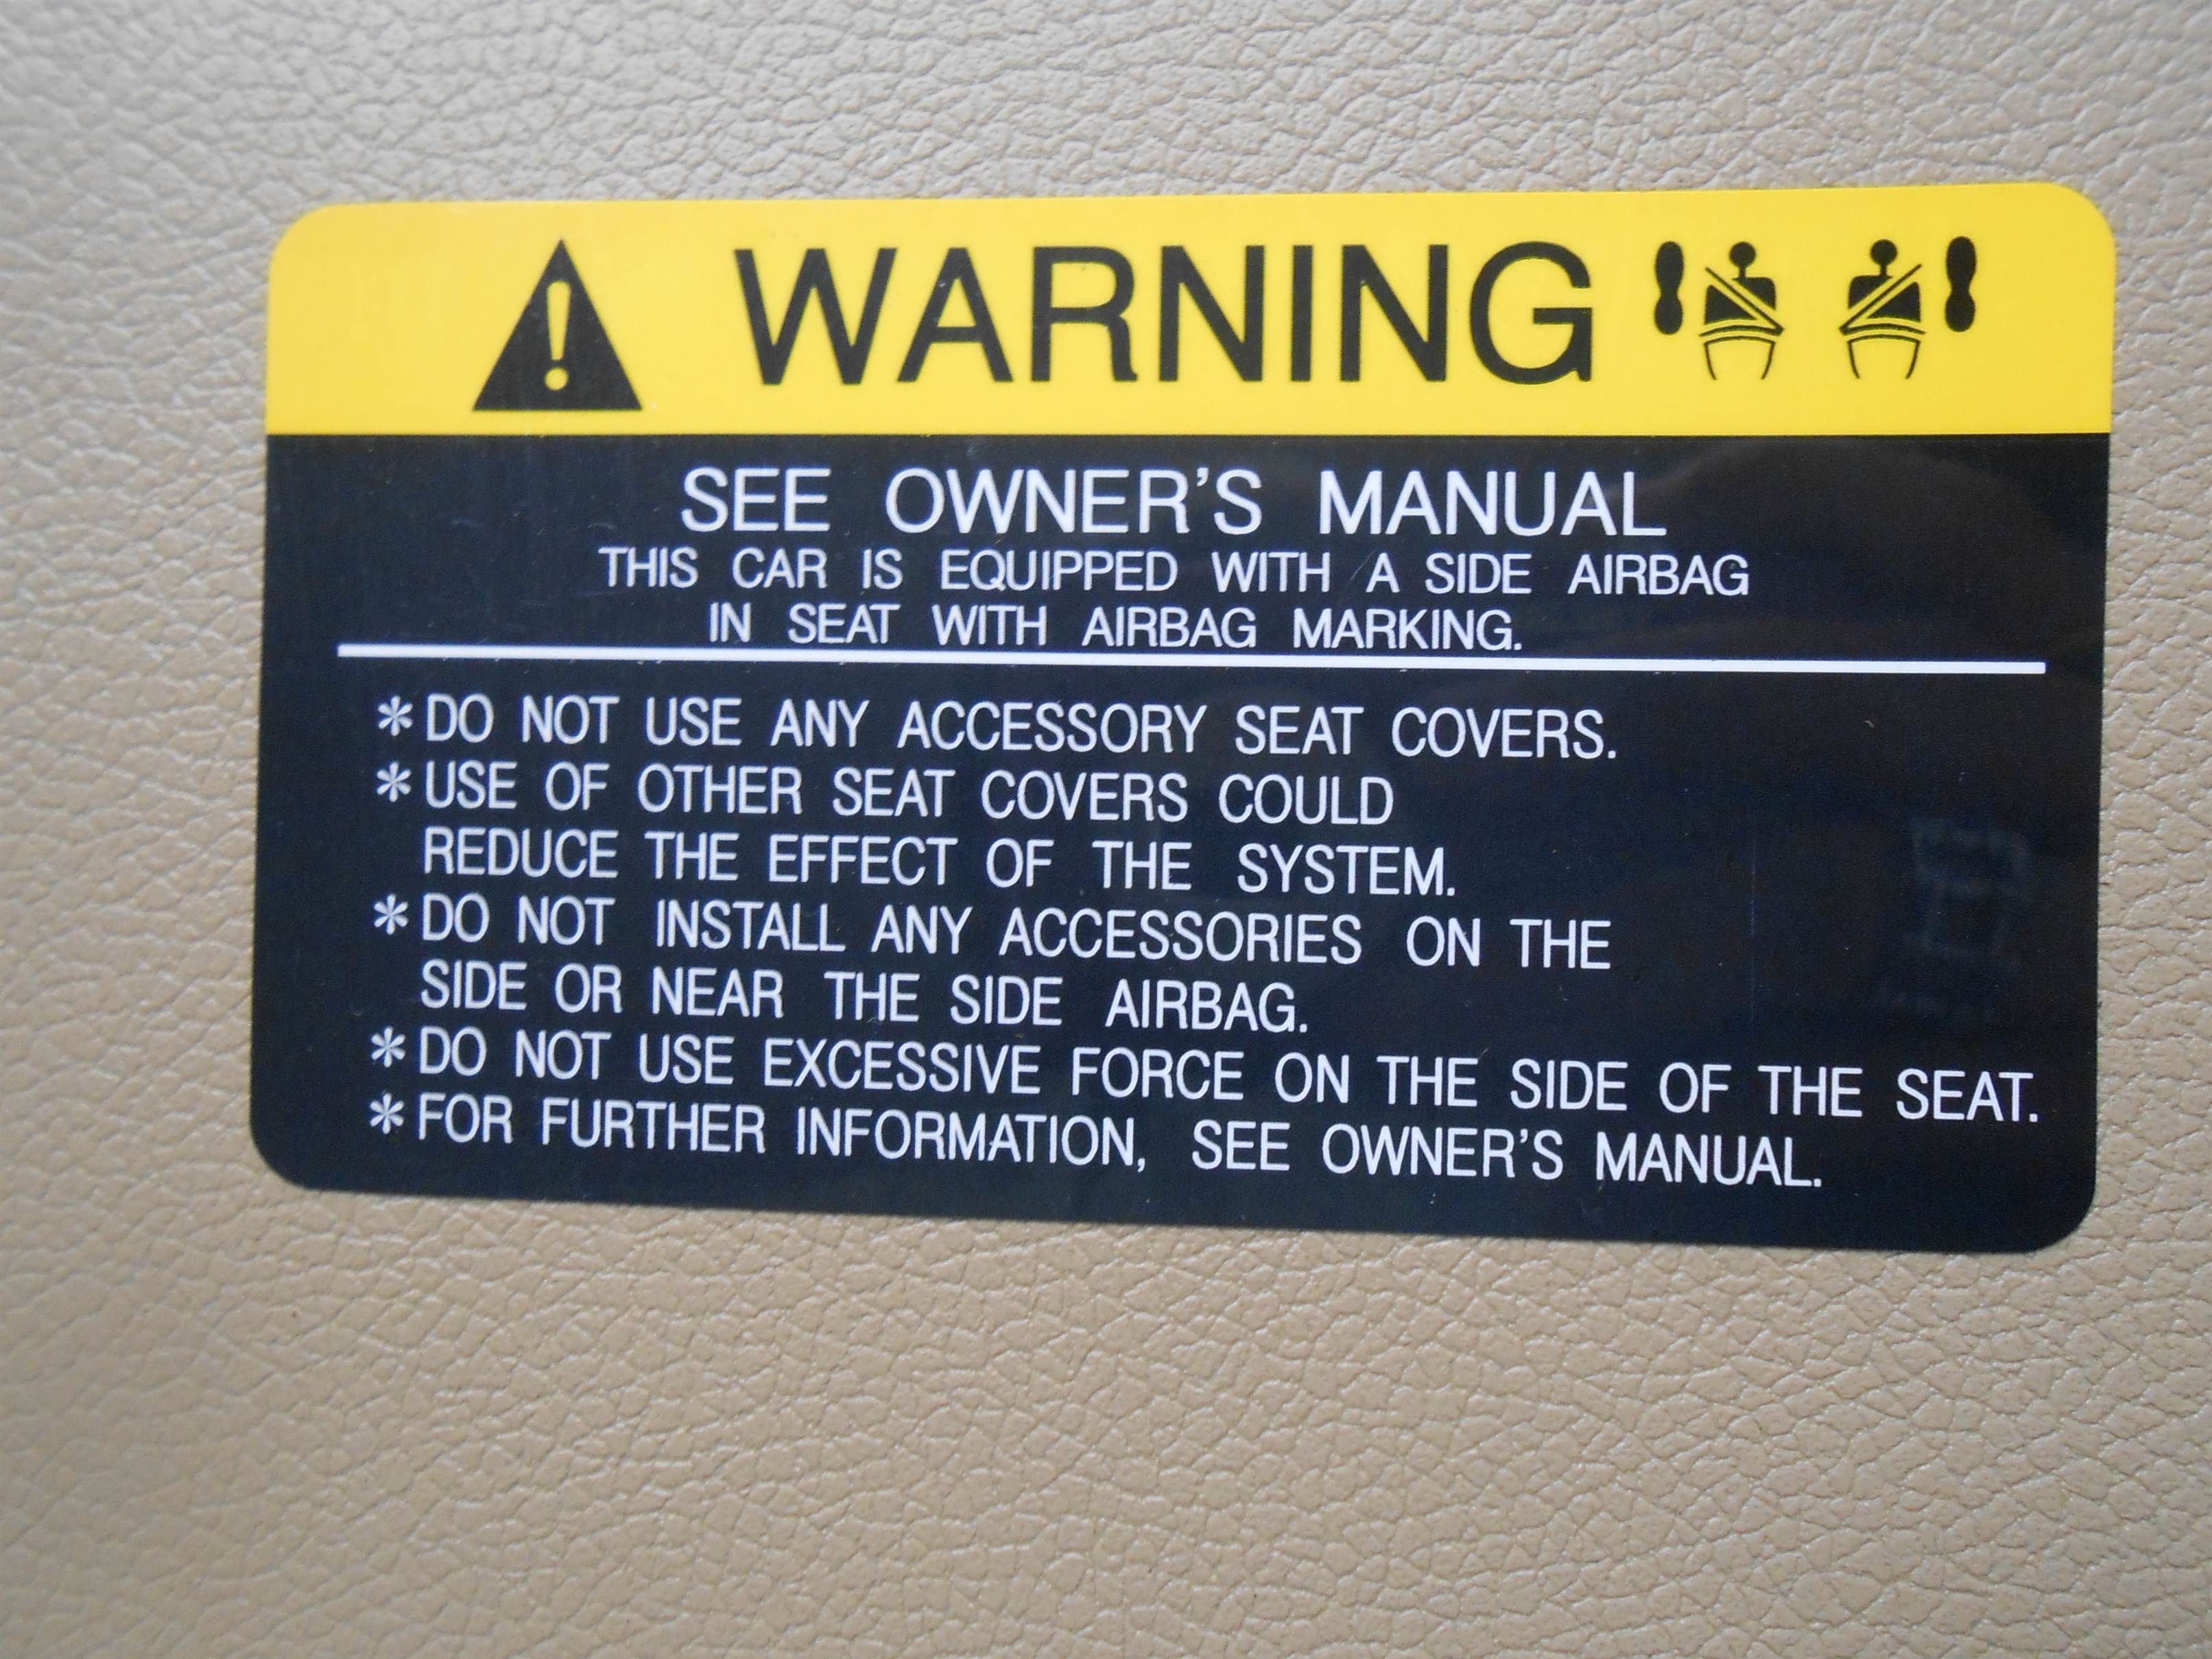 WARNING
SEE OWNER'S MANUAL
THIS CAR IS EQUIPPED WITH A SIDE AIRBAG
IN SEAT WITH AIRBAG MARKING.
*DO NOT USE ANY ACCESSORY SEAT COVERS.
*USE OF OTHER SEAT COVERS COULD
REDUCE THE EFFECT OF THE SYSTEM.
*DO NOT INSTALL ANY ACCESSORIES ON THE
SIDE OR NEAR THE SIDE AIRBAG.
*DO NOT USE EXCESSIVE FORCE ON THE SIDE OF THE SEAT.
*FOR FURTHER INFORMATION, SEE OWNER'S MANUAL.